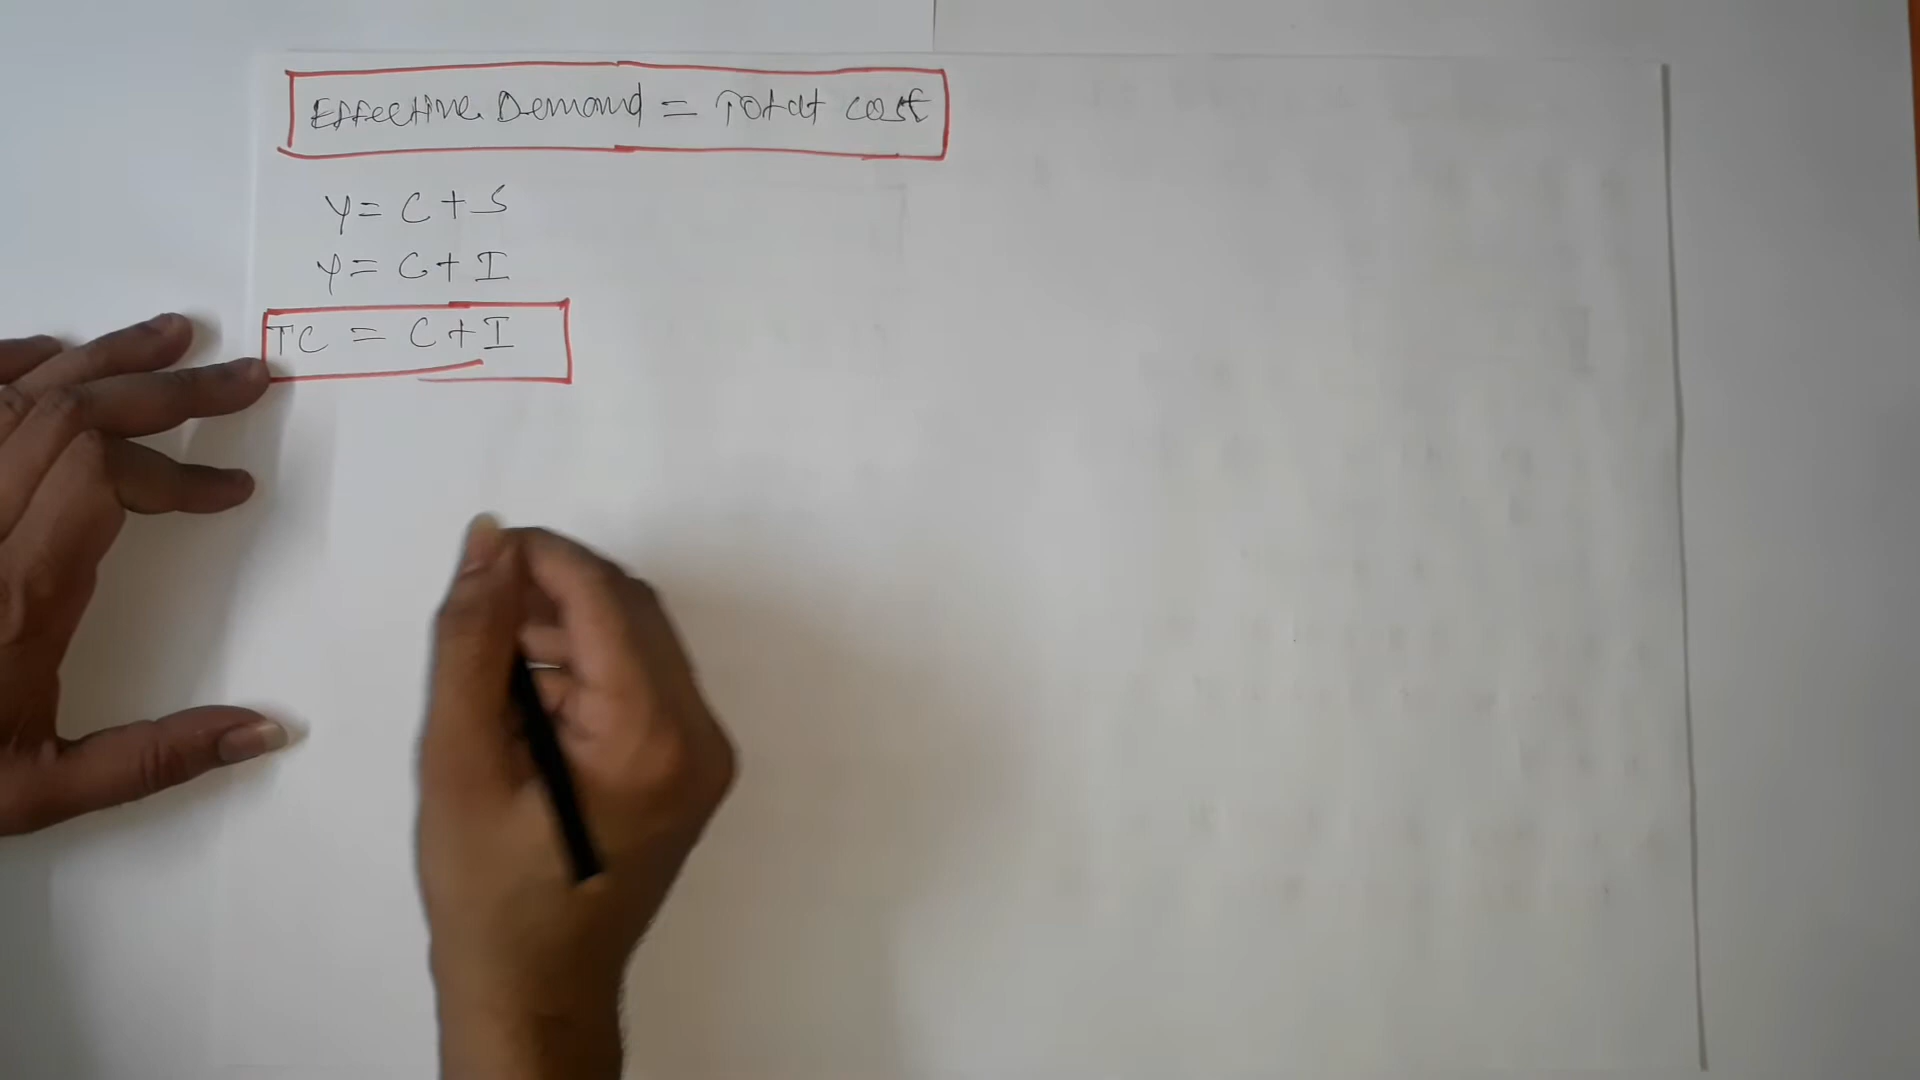 Effective Demand = Total cost
Y = C + S
Y = C + I
TC = C + I